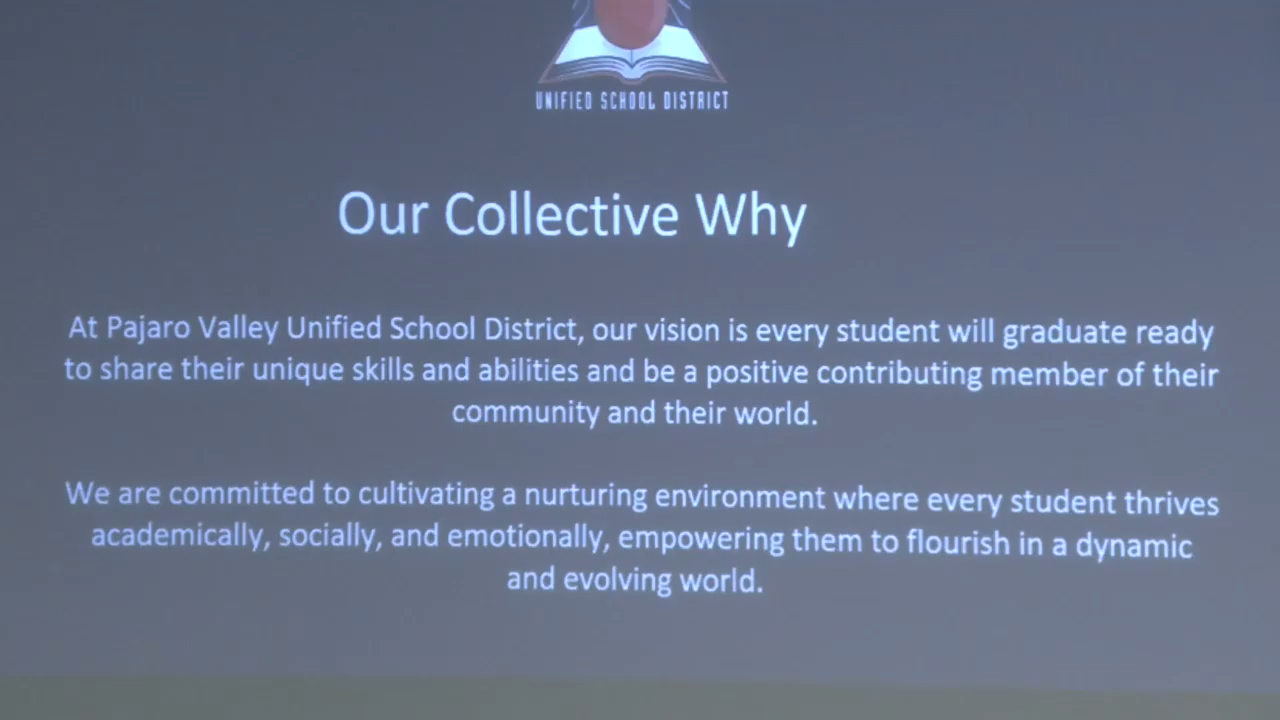 UNIFIED SCHOOL DISTRICT
Our Collective Why
At Pajaro Valley Unified School District, our vision is every student will graduate ready
to share their unique skills and abilities and be a positive contributing member of their
community and their world.
We are committed to cultivating a nurturing environment where every student thrives
academically, socially, and emotionally, empowering them to flourish in a dynamic
and evolving world.